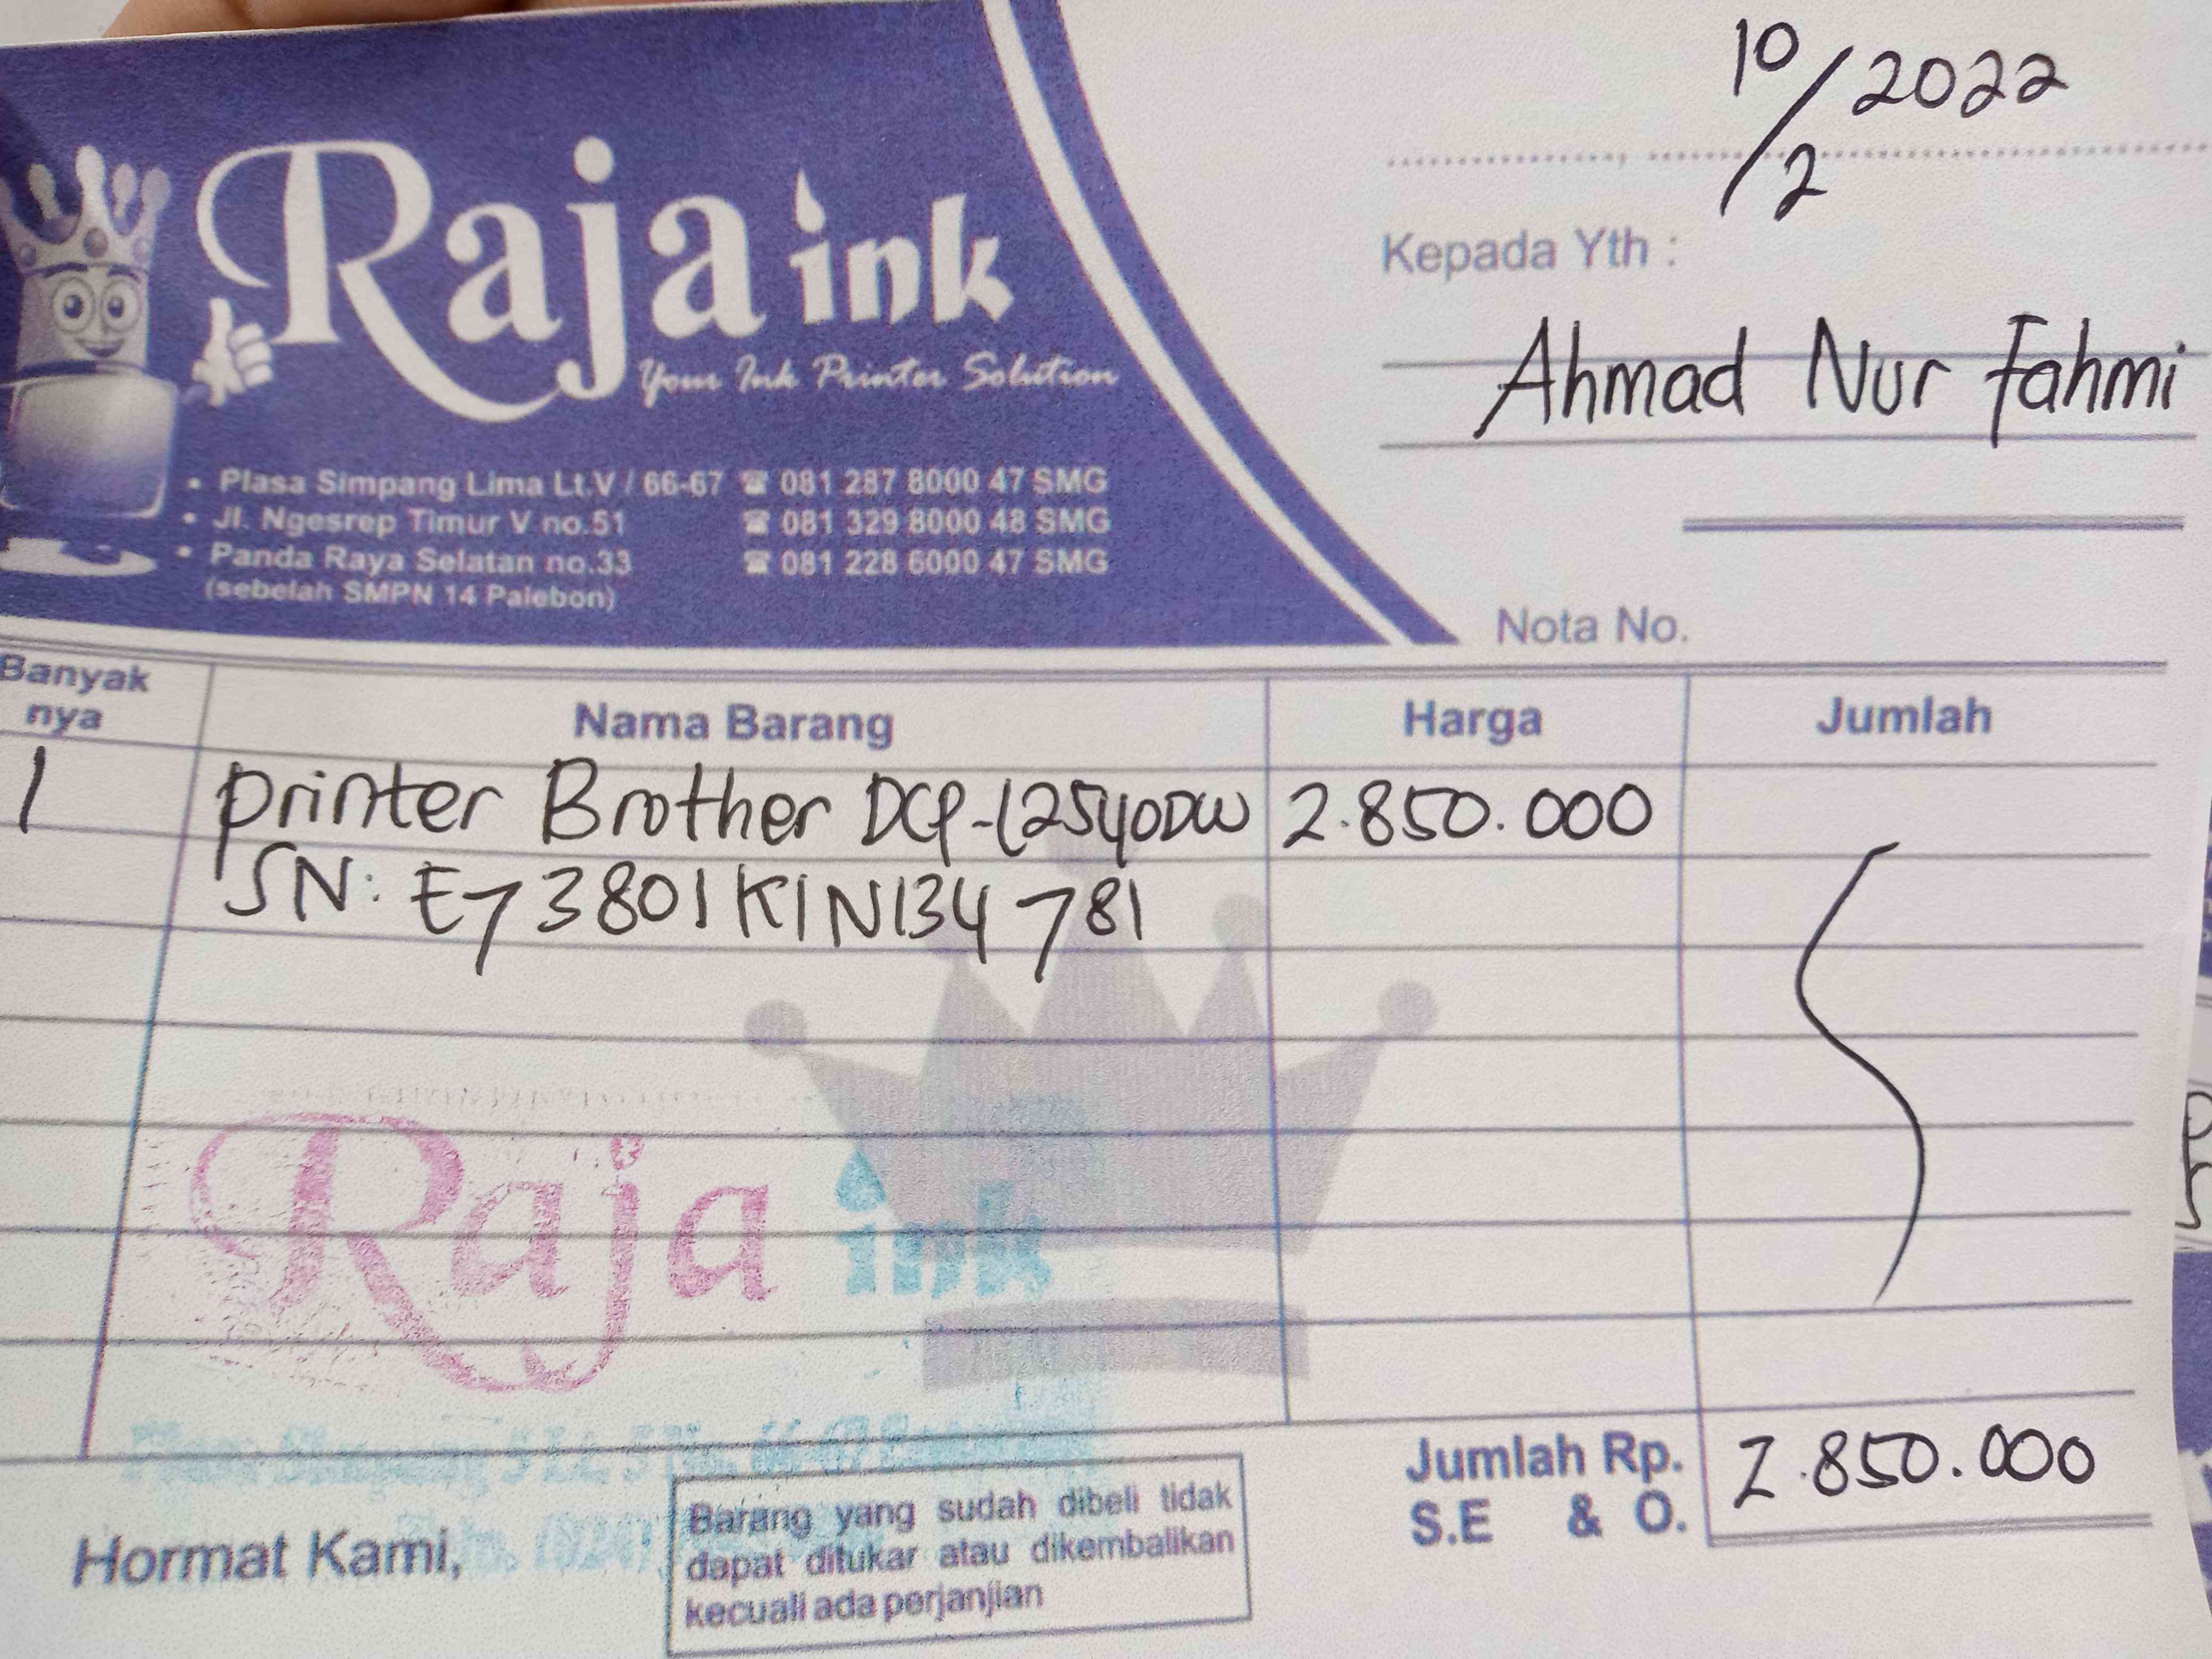 10/2 2022
Raja ink
Your Ink Printer Solution
• Plasa Simpang Lima Lt.V / 66-67 ☎ 081 287 8000 47 SMG
• Jl. Ngesrep Timur V no.51 ☎ 081 329 8000 48 SMG
• Panda Raya Selatan no.33 ☎ 081 228 6000 47 SMG
(sebelah SMPN 14 Palebon)
Kepada Yth :
Ahmad Nur Fahmi
Nota No.
Banyak nya Nama Barang Harga Jumlah
1 printer Brother DCP-L2540DW 2.850.000
SN: E73801K1N134781
Raja ink
Jumlah Rp. 2.850.000
S.E & O.
Hormat Kami,
Barang yang sudah dibeli tidak
dapat ditukar atau dikembalikan
kecuali ada perjanjian